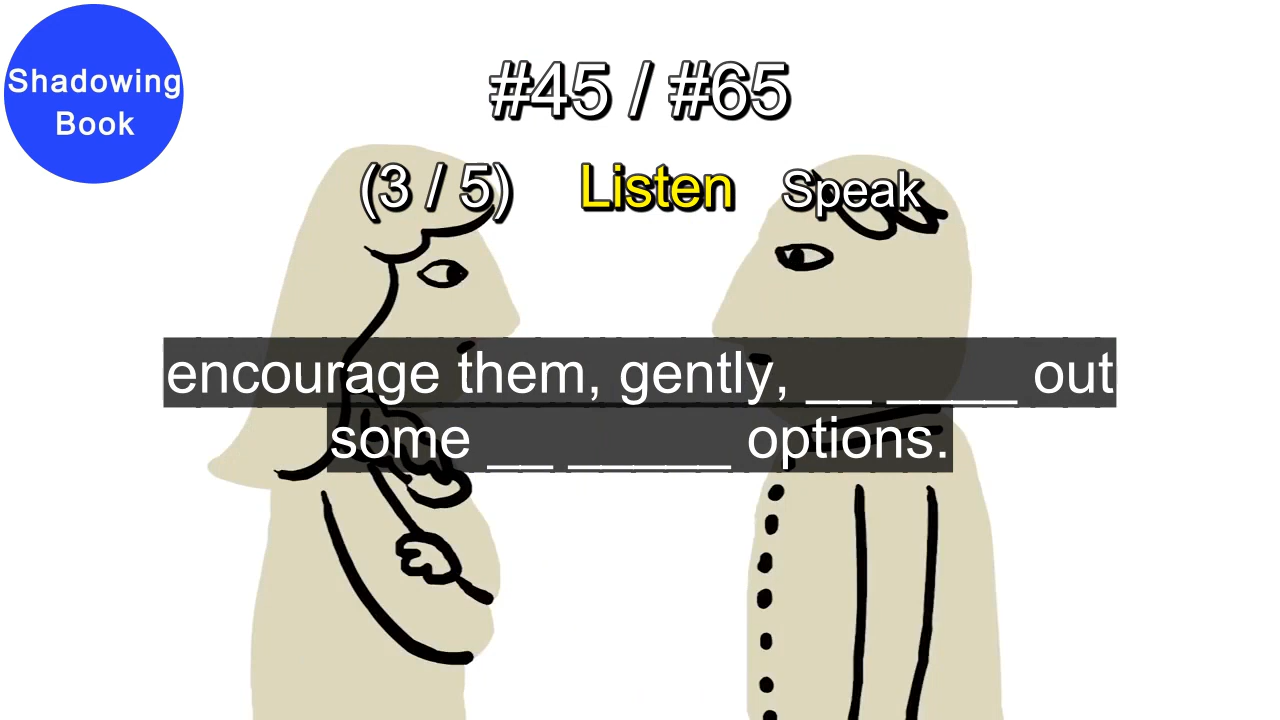 Shadowing
Book
#45 / #65
(3 / 5) Listen Speak
encourage them, gently, __ ____ out
some __ _____ options.